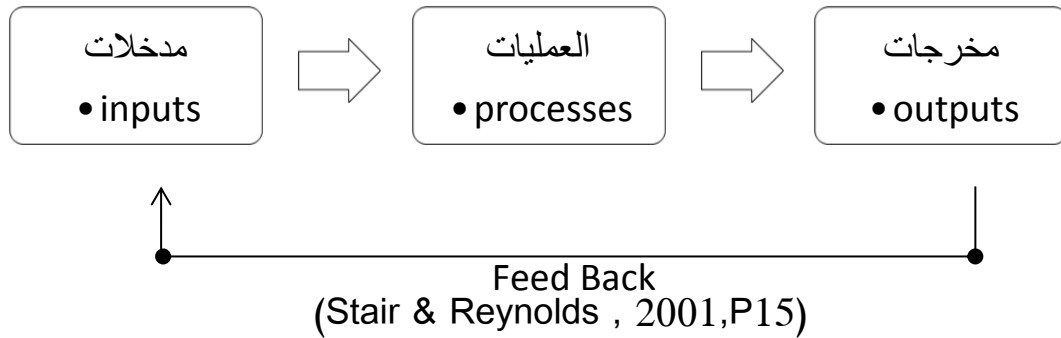 مدخلات
• inputs
العمليات
• processes
مخرجات
• outputs
Feed Back
(Stair & Reynolds , 2001,P15)